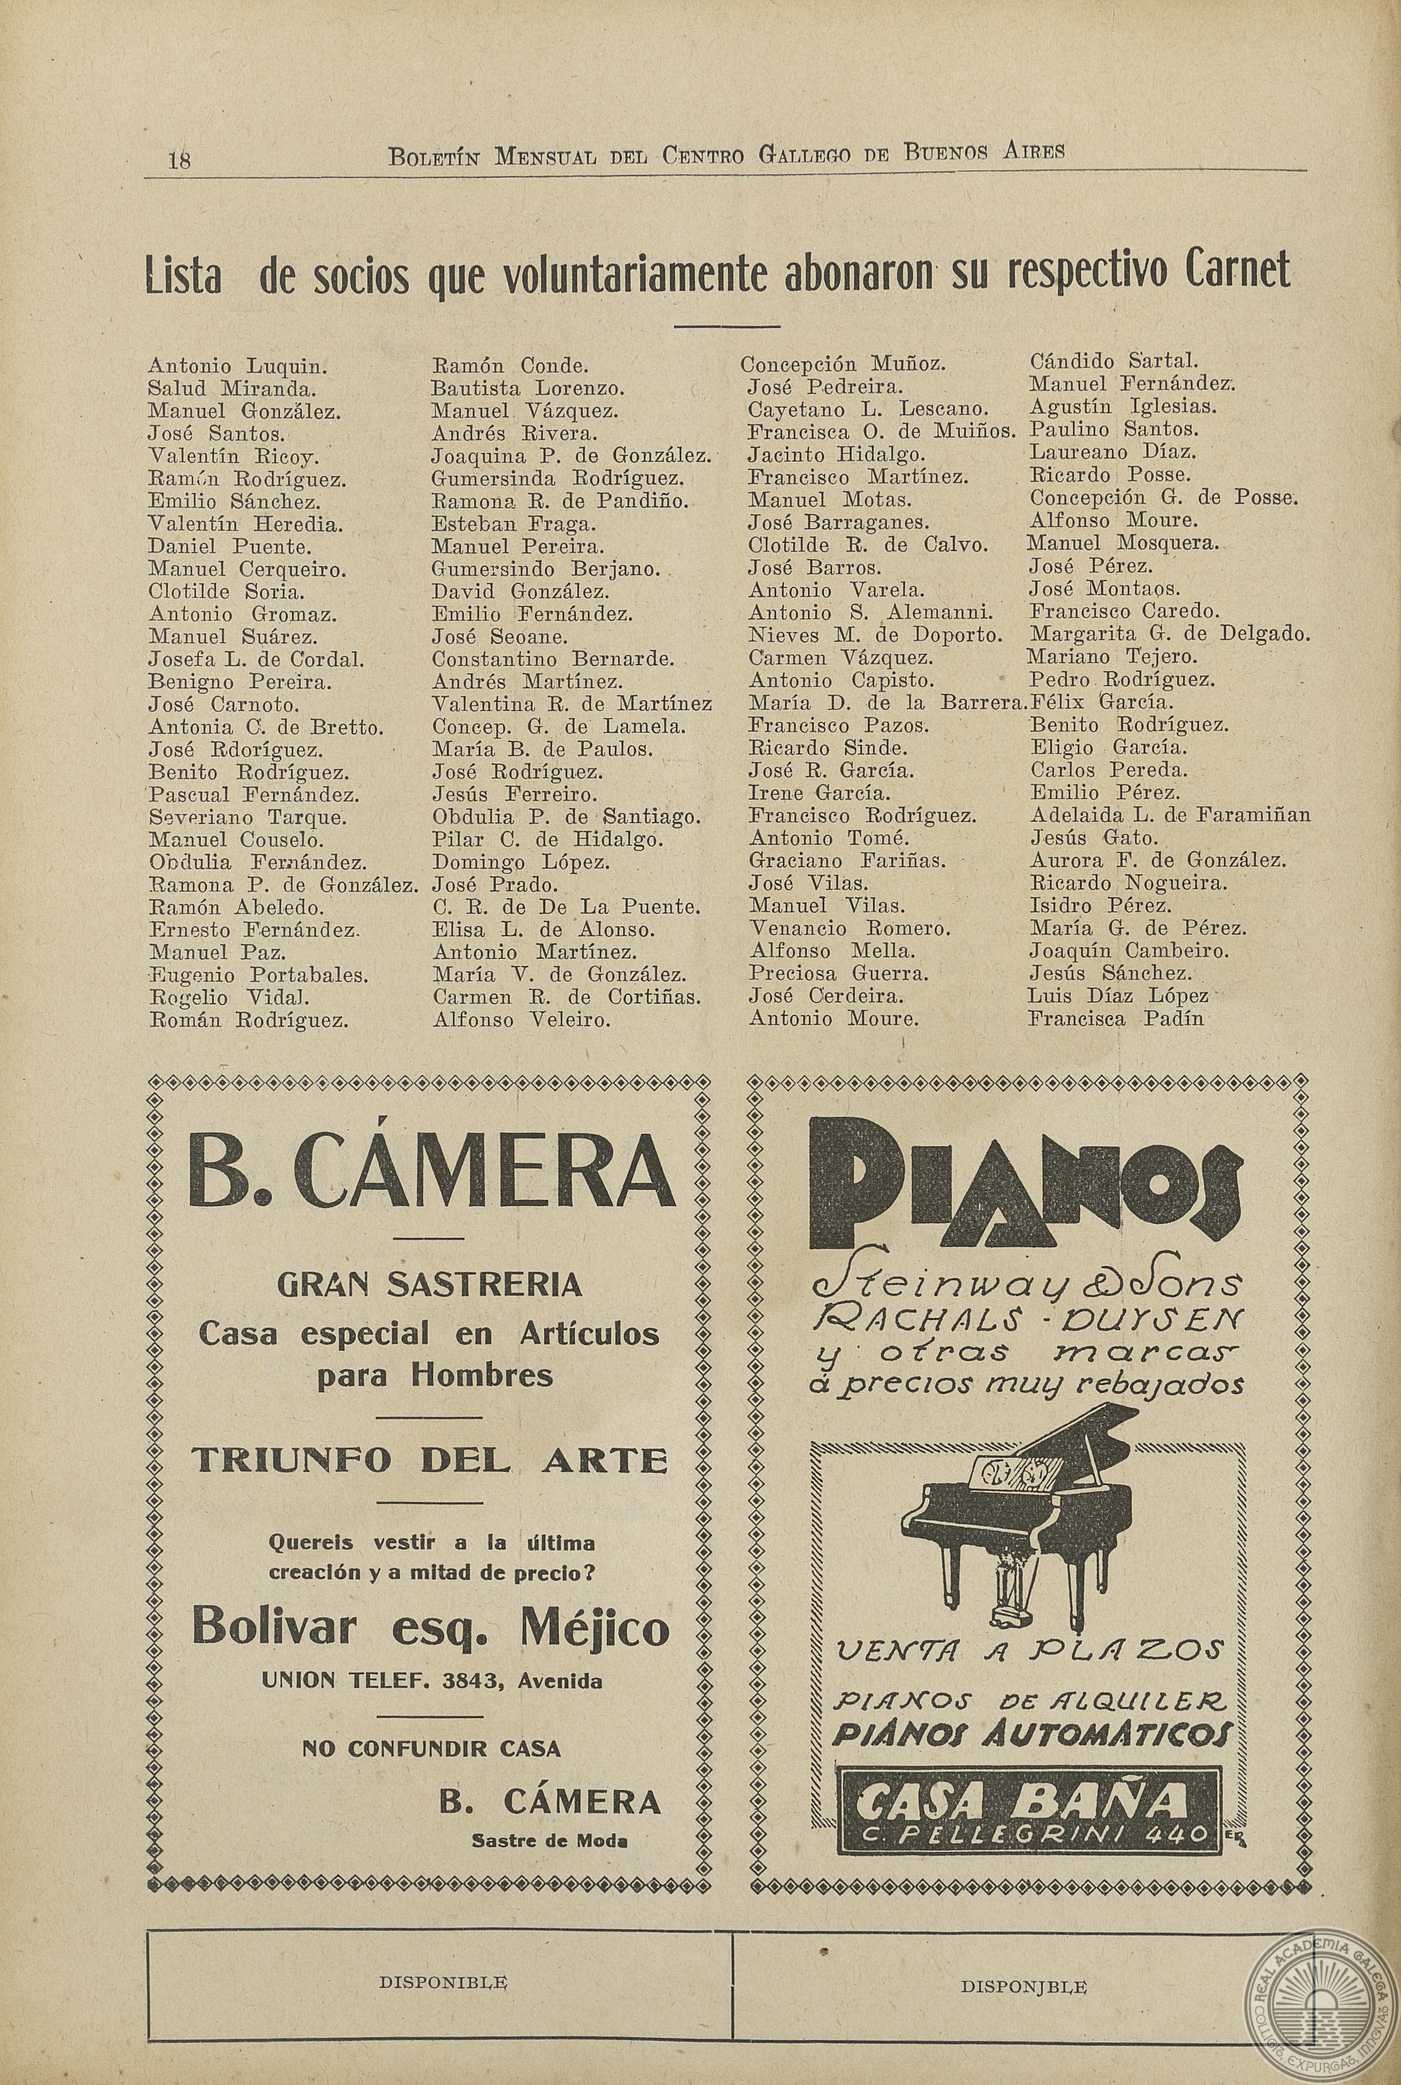 18
BOLETÍN MENSUAL DEL CENTRO GALLEGO DE BUENOS AIRES
Lista de socios que voluntariamente abonaron su respectivo Carnet
Antonio Luquin.
Salud Miranda.
Manuel González.
José Santos.
Valentín Ricoy.
Ramón Rodríguez.
Emilio Sánchez.
Valentín Heredia.
Daniel Puente.
Manuel Cerqueiro.
Clotilde Soria.
Antonio Gromaz.
Manuel Suárez.
Josefa L. de Cordal.
Benigno Pereira.
José Carnoto.
Antonia C. de Bretto.
José Rdoríguez.
Benito Rodríguez.
Pascual Fernández.
Severiano Tarque.
Manuel Couselo.
Obdulia Fernández.
Ramona P. de González.
Ramón Abeledo.
Ernesto Fernández.
Manuel Paz.
Eugenio Portabales.
Rogelio Vidal.
Román Rodríguez.
Ramón Conde.
Bautista Lorenzo.
Manuel Vázquez.
Andrés Rivera.
Joaquina P. de González.
Gumersinda Rodríguez.
Ramona R. de Pandiño.
Esteban Fraga.
Manuel Pereira.
Gumersindo Berjano.
David González.
Emilio Fernández.
José Seoane.
Constantino Bernarde.
Andrés Martínez.
Valentina R. de Martínez
Concep. G. de Lamela.
María B. de Paulos.
José Rodríguez.
Jesús Ferreiro.
Obdulia P. de Santiago.
Pilar C. de Hidalgo.
Domingo López.
José Prado.
C. R. de De La Puente.
Elisa L. de Alonso.
Antonio Martínez.
María V. de González.
Carmen R. de Cortiñas.
Alfonso Veleiro.
Concepción Muñoz.
José Pedreira.
Cayetano L. Lescano.
Francisca O. de Muiños.
Jacinto Hidalgo.
Francisco Martínez.
Manuel Motas.
José Barraganes.
Clotilde R. de Calvo.
José Barros.
Antonio Varela.
Antonio S. Alemanni.
Nieves M. de Doporto.
Carmen Vázquez.
Antonio Capisto.
María D. de la Barrera.
Francisco Pazos.
Ricardo Sinde.
José R. García.
Irene García.
Francisco Rodríguez.
Antonio Tomé.
Graciano Fariñas.
José Vilas.
Manuel Vilas.
Venancio Romero.
Alfonso Mella.
Preciosa Guerra.
José Cerdeira.
Antonio Moure.
Cándido Sartal.
Manuel Fernández.
Agustín Iglesias.
Paulino Santos.
Laureano Díaz.
Ricardo Posse.
Concepción G. de Posse.
Alfonso Moure.
Manuel Mosquera.
José Pérez.
José Montaos.
Francisco Caredo.
Margarita G. de Delgado.
Mariano Tejero.
Pedro Rodríguez.
Félix García.
Benito Rodríguez.
Eligio García.
Carlos Pereda.
Emilio Pérez.
Adelaida L. de Faramiñan
Jesús Gato.
Aurora F. de González.
Ricardo Nogueira.
Isidro Pérez.
María G. de Pérez.
Joaquín Cambeiro.
Jesús Sánchez.
Luis Díaz López
Francisca Padín
B. CÁMERA
GRAN SASTRERIA
Casa especial en Artículos
para Hombres
TRIUNFO DEL ARTE
Quereis vestir a la última
creación y a mitad de precio?
Bolivar esq. Méjico
UNION TELEF. 3843, Avenida
NO CONFUNDIR CASA
B. CÁMERA
Sastre de Moda
PIANOS
Steinway & Sons
RACHALS - DUYSEN
y otras marcas
á precios muy rebajados
VENTA A PLAZOS
PIANOS DE ALQUILER
PIANOS AUTOMÁTICOS
CASA BAÑA
C. PELLEGRINI 440
DISPONIBLE
DISPONJBLE
REAL ACADEMIA GALEGA
COLLIGIT, EXPURGAT, INNOVAT